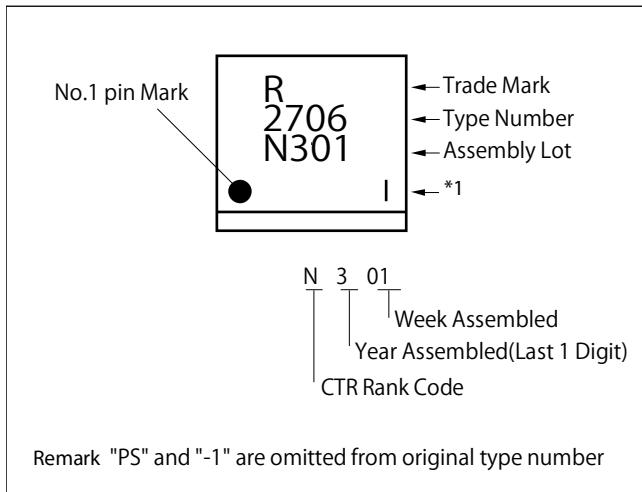 R
2706
N301
I
No.1 pin Mark
Trade Mark
Type Number
Assembly Lot
*1
N 3 01
Week Assembled
Year Assembled(Last 1 Digit)
CTR Rank Code
Remark "PS" and "-1" are omitted from original type number